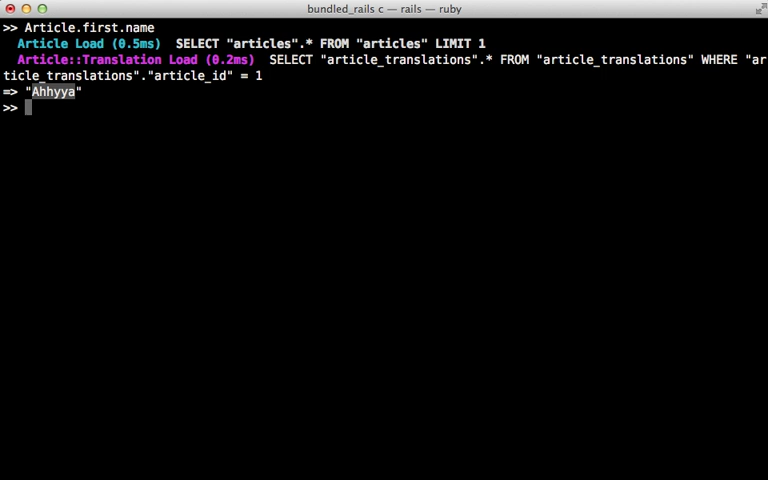 bundled_rails c — rails — ruby
>> Article.first.name
  Article Load (0.5ms)  SELECT "articles".* FROM "articles" LIMIT 1
  Article::Translation Load (0.2ms)  SELECT "article_translations".* FROM "article_translations" WHERE "ar
ticle_translations"."article_id" = 1
=> "Ahhyya"
>>